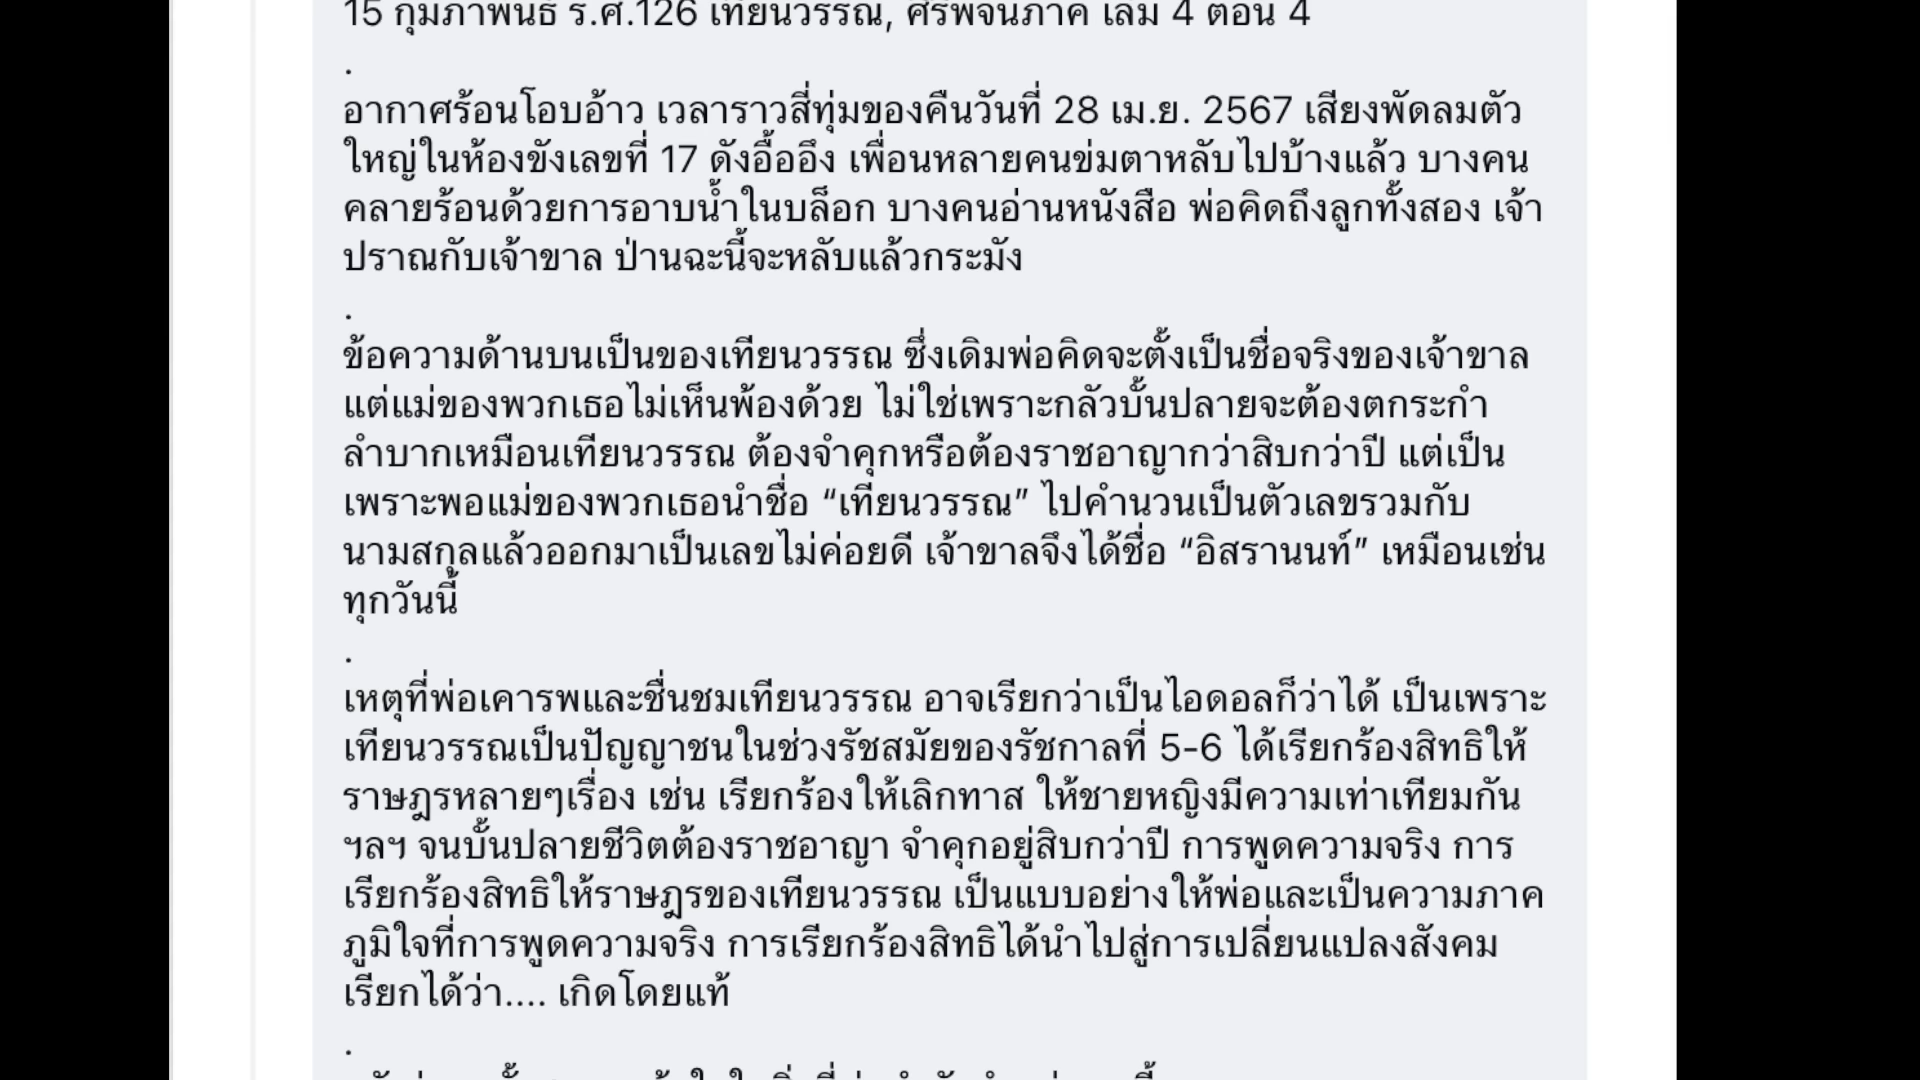 15 กุมภาพันธ์ ร.ศ.126 เทียนวรรณ, ศิริพจนภาค เล่ม 4 ตอน 4
.
อากาศร้อนโอบอ้าว เวลาราวสี่ทุ่มของคืนวันที่ 28 เม.ย. 2567 เสียงพัดลมตัว
ใหญ่ในห้องขังเลขที่ 17 ดังอื้ออึง เพื่อนหลายคนข่มตาหลับไปบ้างแล้ว บางคน
คลายร้อนด้วยการอาบน้ำในบล็อก บางคนอ่านหนังสือ พ่อคิดถึงลูกทั้งสอง เจ้า
ปราณกับเจ้าขาล ป่านฉะนี้จะหลับแล้วกระมัง
.
ข้อความด้านบนเป็นของเทียนวรรณ ซึ่งเดิมพ่อคิดจะตั้งเป็นชื่อจริงของเจ้าขาล
แต่แม่ของพวกเธอไม่เห็นพ้องด้วย ไม่ใช่เพราะกลัวบั้นปลายจะต้องตกระกำ
ลำบากเหมือนเทียนวรรณ ต้องจำคุกหรือต้องราชอาญากว่าสิบกว่าปี แต่เป็น
เพราะพอแม่ของพวกเธอนำชื่อ “เทียนวรรณ” ไปคำนวนเป็นตัวเลขรวมกับ
นามสกุลแล้วออกมาเป็นเลขไม่ค่อยดี เจ้าขาลจึงได้ชื่อ “อิสรานนท์” เหมือนเช่น
ทุกวันนี้
.
เหตุที่พ่อเคารพและชื่นชมเทียนวรรณ อาจเรียกว่าเป็นไอดอลก็ว่าได้ เป็นเพราะ
เทียนวรรณเป็นปัญญาชนในช่วงรัชสมัยของรัชกาลที่ 5-6 ได้เรียกร้องสิทธิให้
ราษฎรหลายๆเรื่อง เช่น เรียกร้องให้เลิกทาส ให้ชายหญิงมีความเท่าเทียมกัน
ฯลฯ จนบั้นปลายชีวิตต้องราชอาญา จำคุกอยู่สิบกว่าปี การพูดความจริง การ
เรียกร้องสิทธิให้ราษฎรของเทียนวรรณ เป็นแบบอย่างให้พ่อและเป็นความภาค
ภูมิใจที่การพูดความจริง การเรียกร้องสิทธิได้นำไปสู่การเปลี่ยนแปลงสังคม
เรียกได้ว่า.... เกิดโดยแท้
.